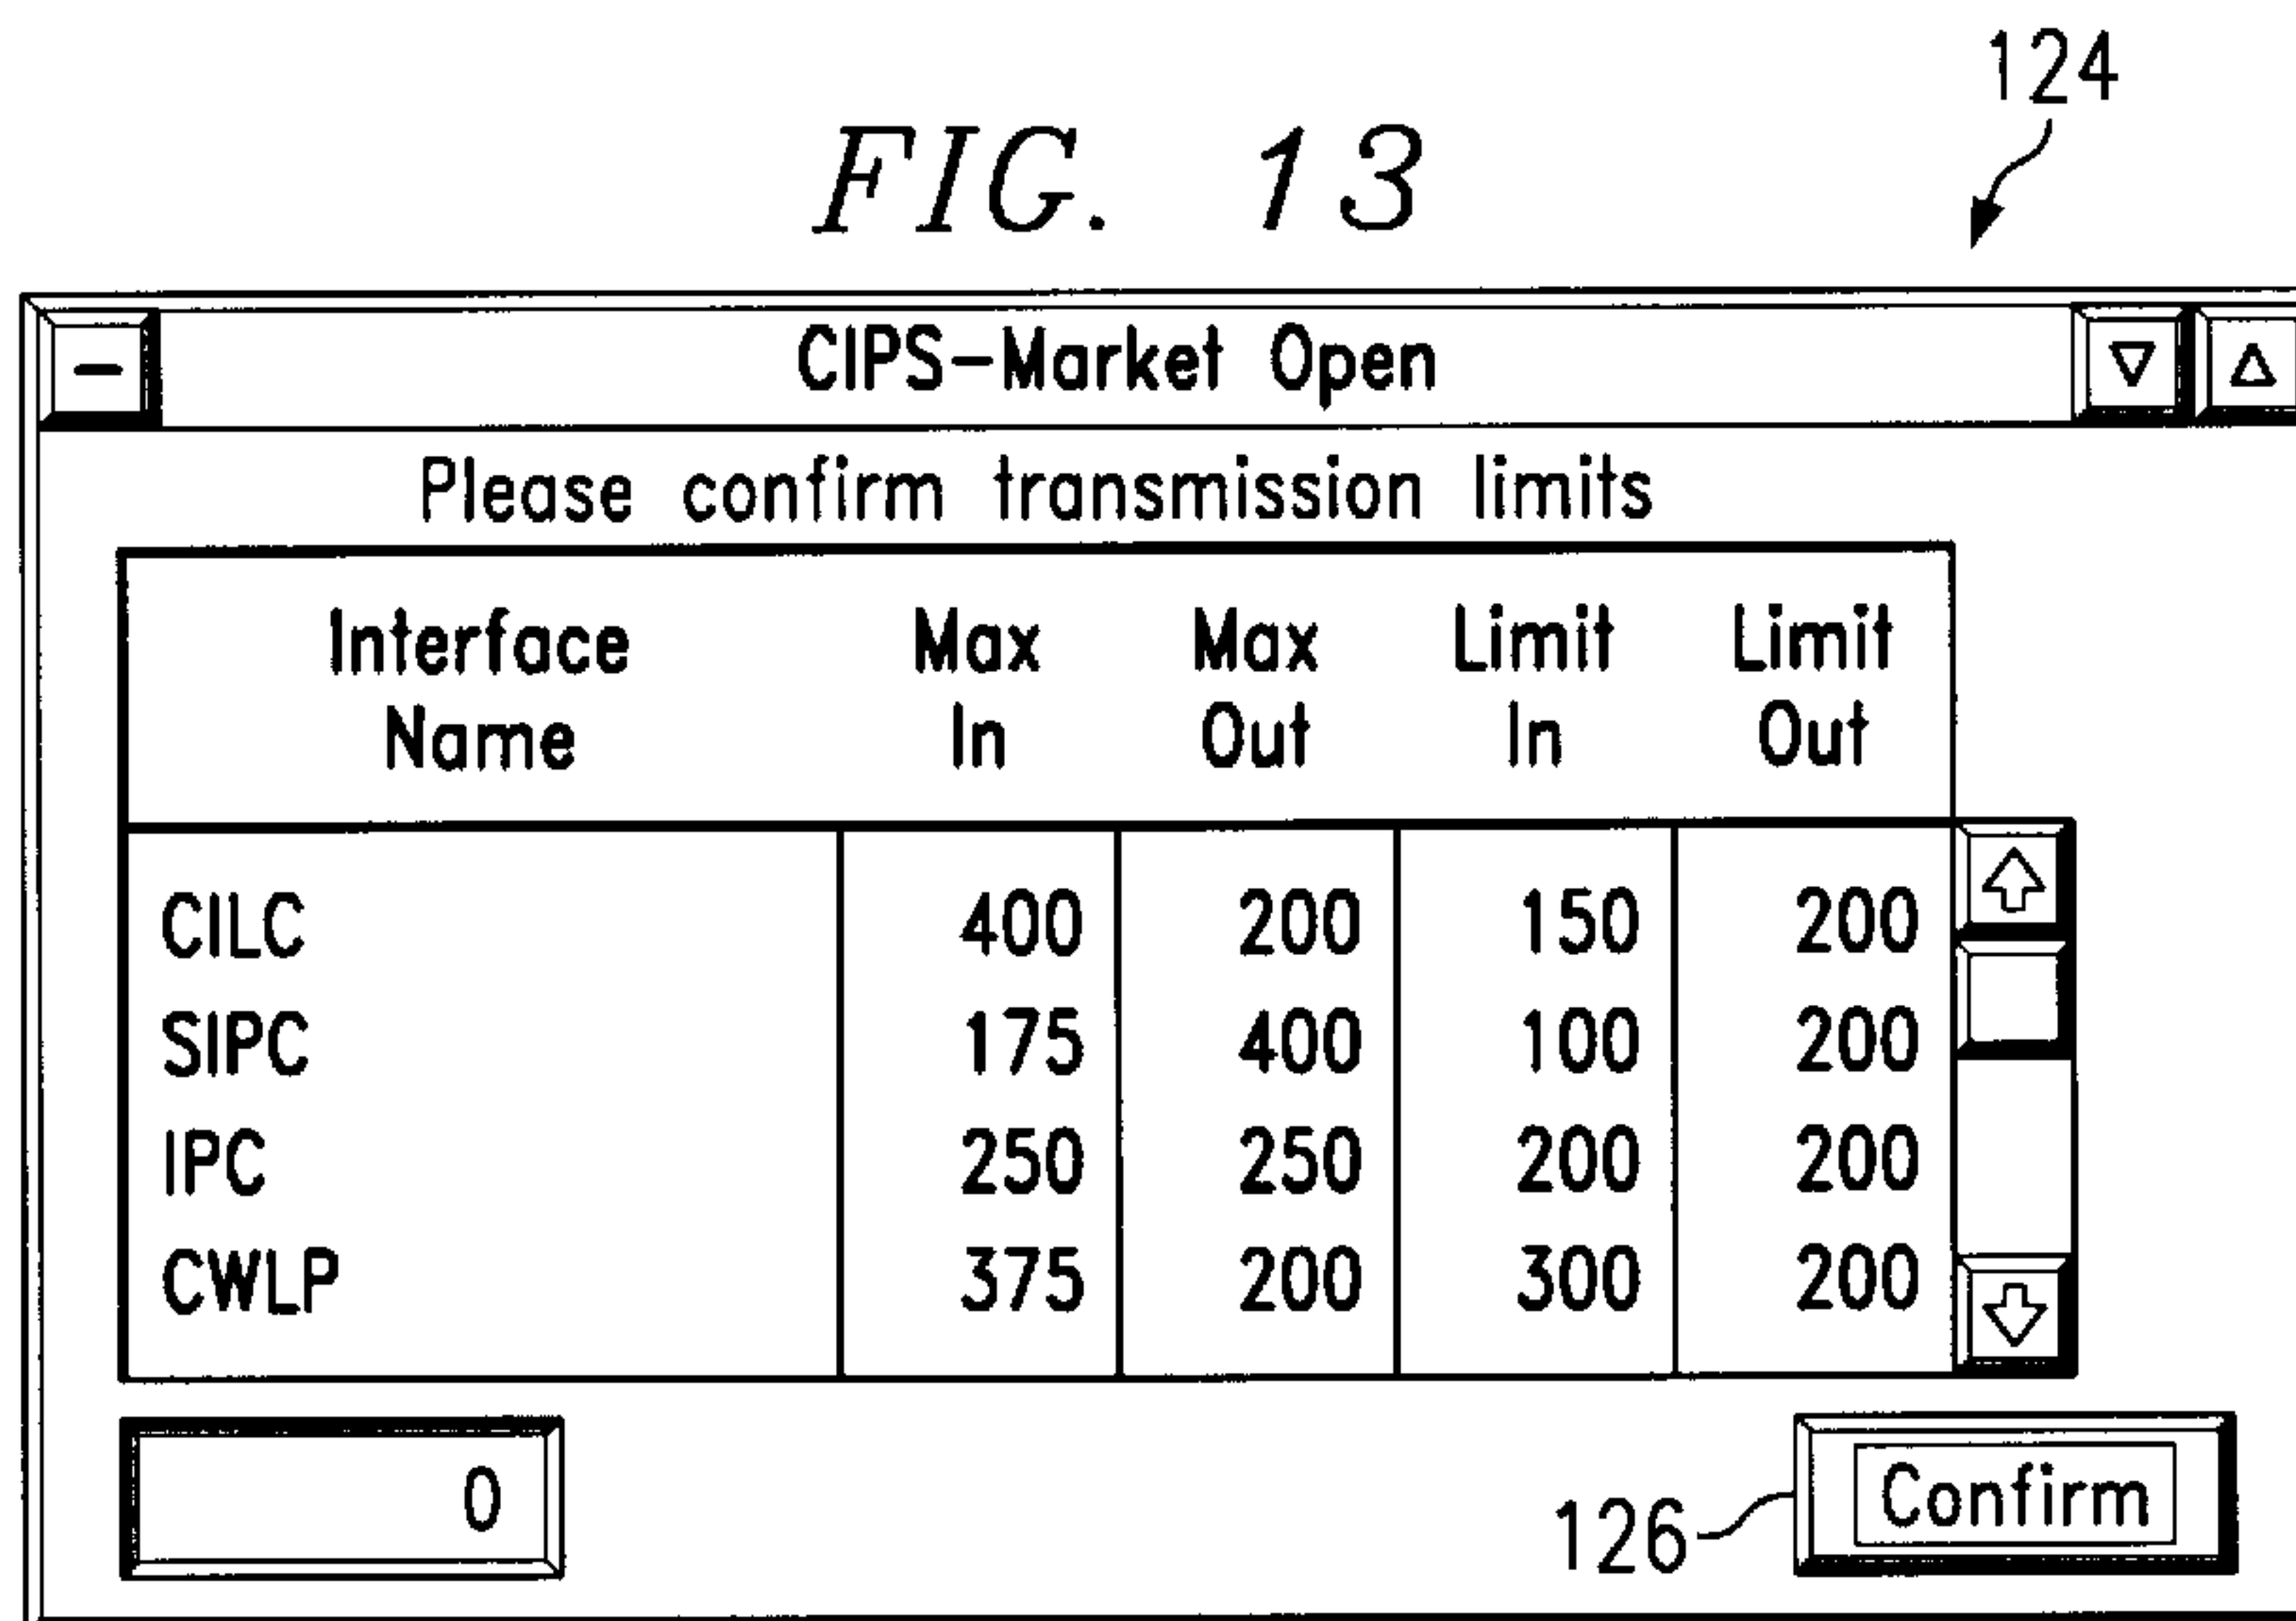 124
FIG. 13
CIPS-Market Open
Please confirm transmission limits
Interface Name Max In Max Out Limit In Limit Out
CILC 400 200 150 200
SIPC 175 400 100 200
IPC 250 250 200 200
CWLP 375 200 300 200
0
126 Confirm